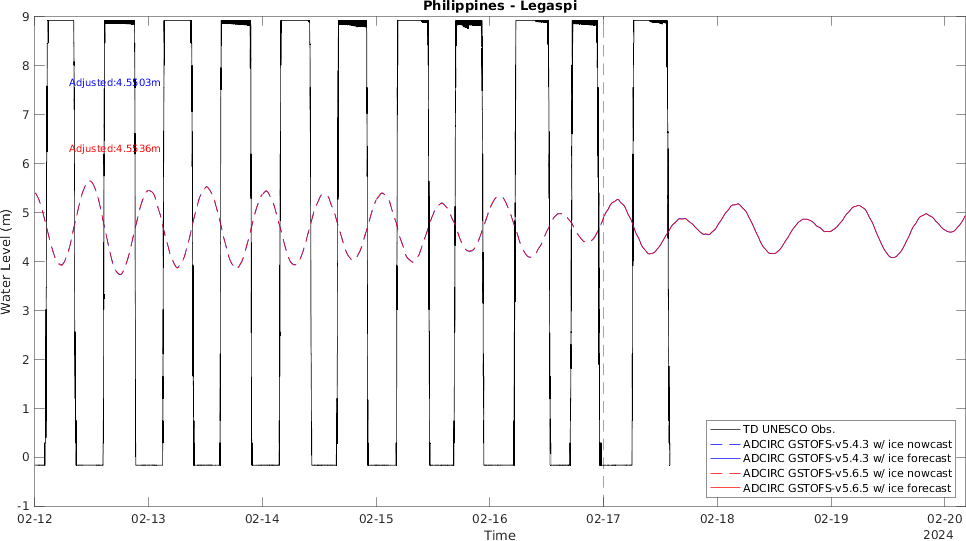 Philippines - Legaspi
9
8
7
6
5
4
3
2
1
0
-1
Water Level (m)
Adjusted:4.5503m
Adjusted:4.5536m
TD UNESCO Obs.
ADCIRC GSTOFS-v5.4.3 w/ ice nowcast
ADCIRC GSTOFS-v5.4.3 w/ ice forecast
ADCIRC GSTOFS-v5.6.5 w/ ice nowcast
ADCIRC GSTOFS-v5.6.5 w/ ice forecast
02-12 02-13 02-14 02-15 02-16 02-17 02-18 02-19 02-20
Time
2024